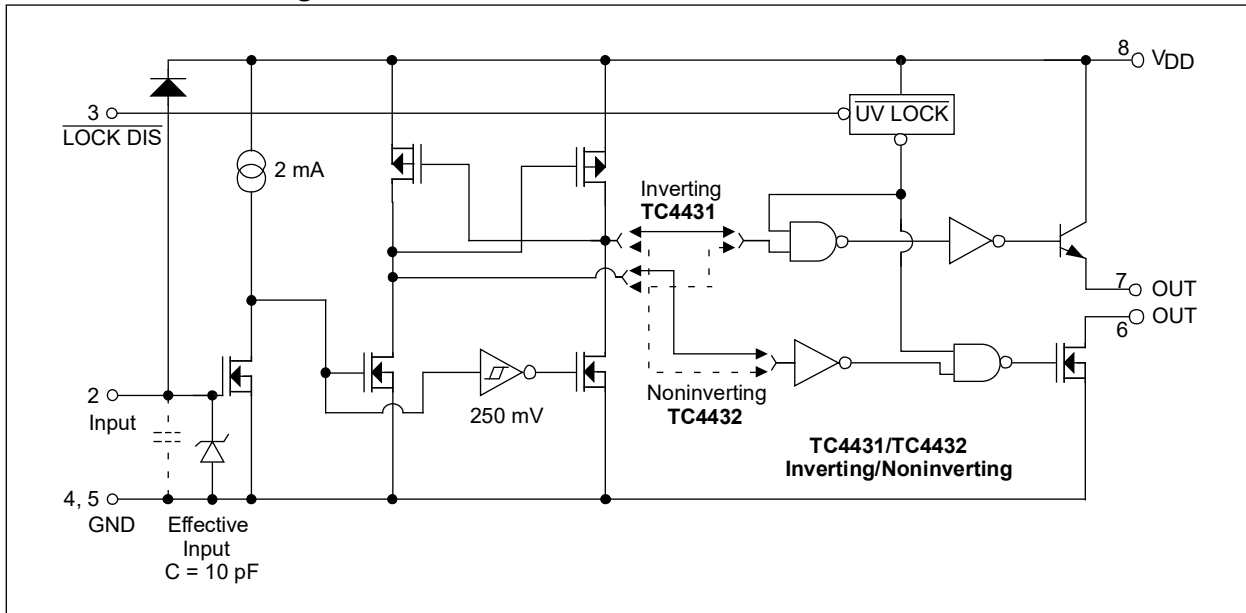 8
VDD
3
LOCK DIS
UV LOCK
2 mA
Inverting
TC4431
7
OUT
OUT
6
2
Input
250 mV
Noninverting
TC4432
TC4431/TC4432
Inverting/Noninverting
4, 5
GND
Effective
Input
C = 10 pF